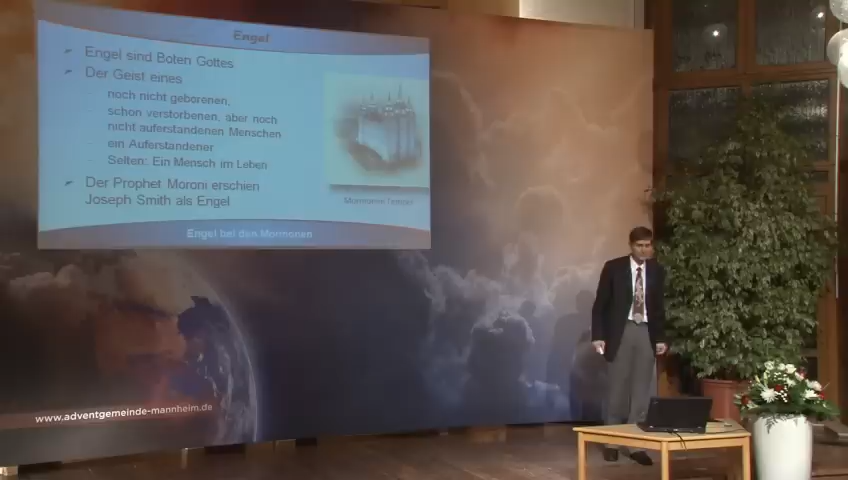 Engel
Engel sind Boten Gottes
Der Geist eines
noch nicht geborenen,
schon verstorbenen, aber noch
nicht auferstandenen Menschen
ein Auferstandener
Selten: Ein Mensch im Leben
Der Prophet Moroni erschien
Joseph Smith als Engel
Mormonen Tempel
Engel bei den Mormonen
www.adventgemeinde-mannheim.de